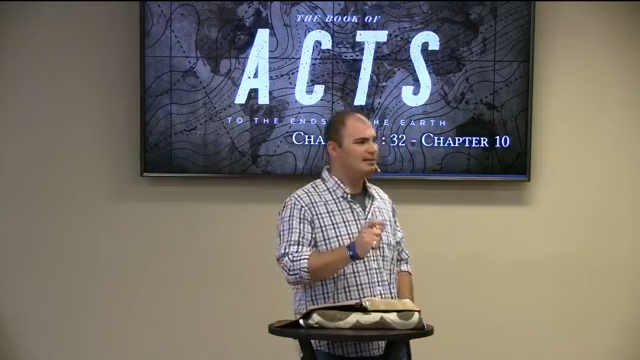 THE BOOK OF
ACTS
TO THE ENDS THE EARTH
32 - CHAPTER 10